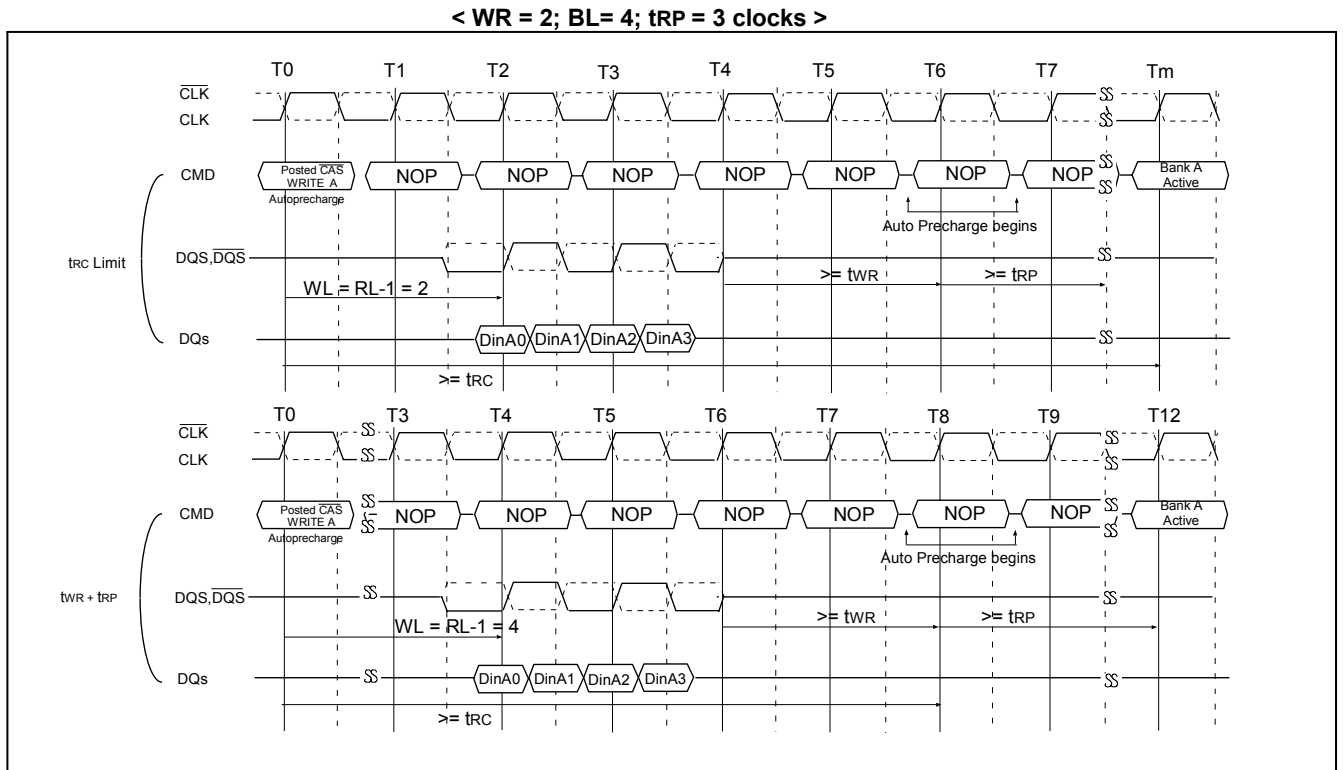 < WR = 2; BL= 4; tRP = 3 clocks >
T0 T1 T2 T3 T4 T5 T6 T7 Tm
CLK
CLK
CMD
Posted CAS
WRITE A
Autoprecharge
NOP NOP NOP NOP NOP NOP NOP
Bank A
Active
Auto Precharge begins
tRC Limit
DQS,DQS
WL = RL-1 = 2
>= tWR
>= tRP
DQs
DinA0 DinA1 DinA2 DinA3
>= tRC
T0 T3 T4 T5 T6 T7 T8 T9 T12
CLK
CLK
CMD
Posted CAS
WRITE A
Autoprecharge
NOP NOP NOP NOP NOP NOP NOP
Bank A
Active
Auto Precharge begins
tWR + tRP
DQS,DQS
WL = RL-1 = 4
>= tWR
>= tRP
DQs
DinA0 DinA1 DinA2 DinA3
>= tRC